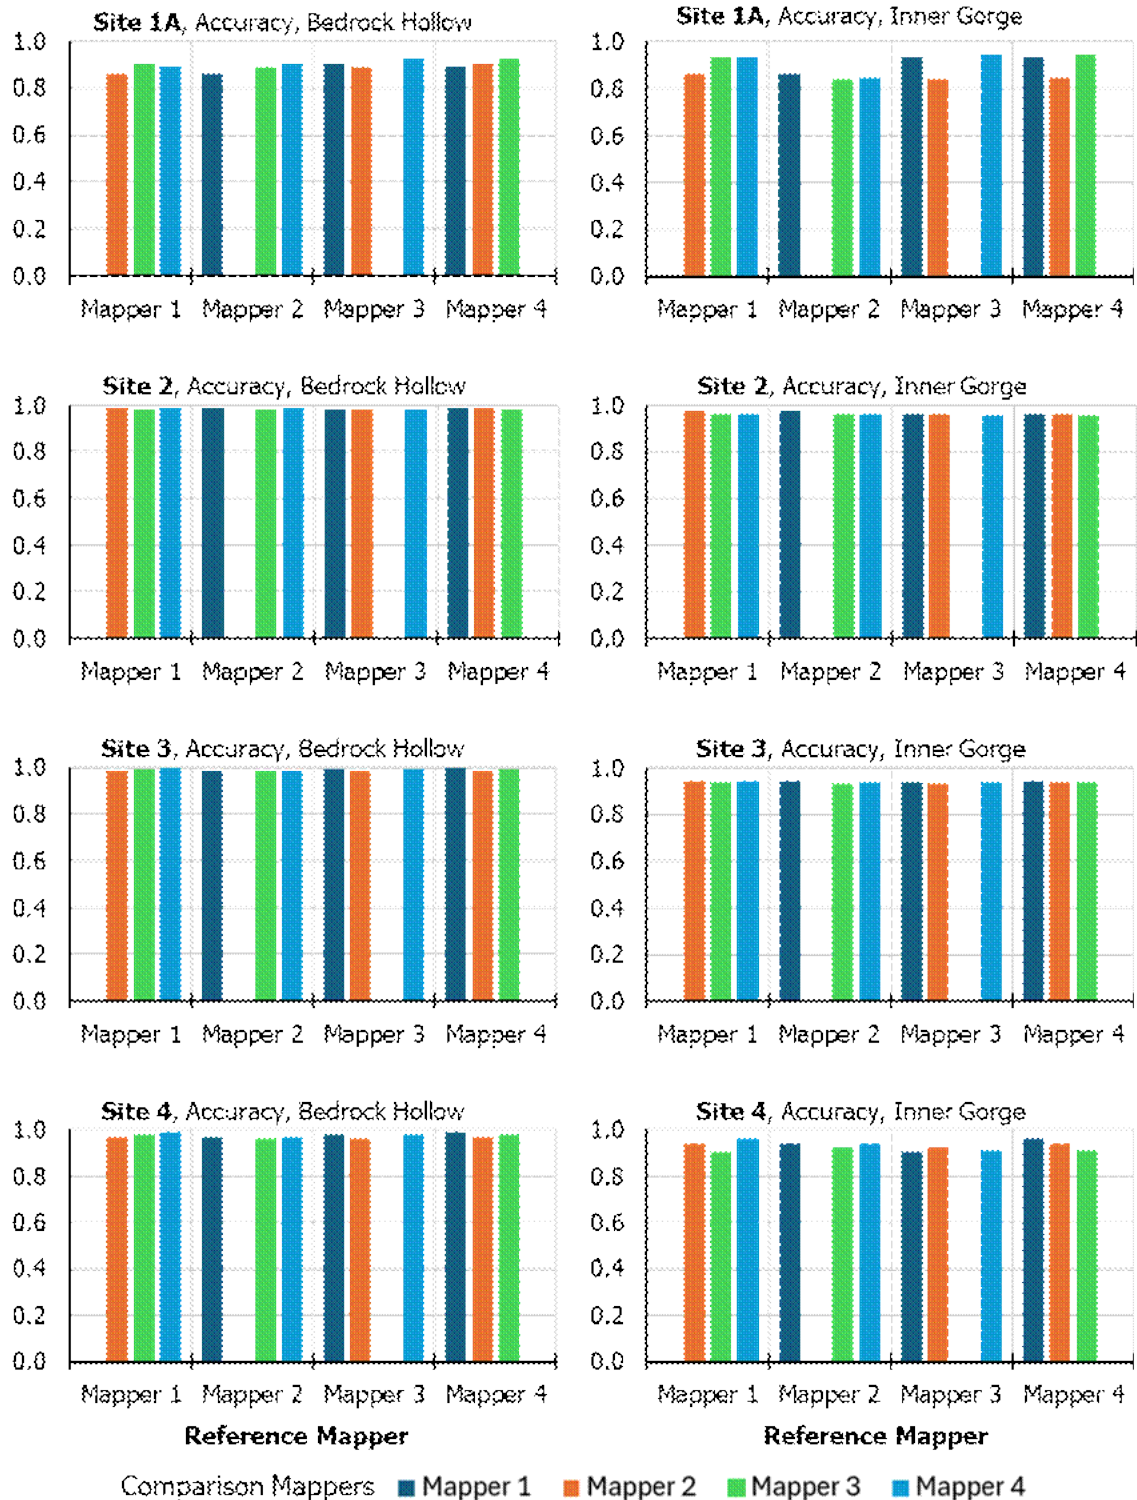 Site 1A, Accuracy, Bedrock Hollow
1.0
0.8
0.6
0.4
0.2
0.0
Mapper 1 Mapper 2 Mapper 3 Mapper 4
Site 1A, Accuracy, Inner Gorge
1.0
0.8
0.6
0.4
0.2
0.0
Mapper 1 Mapper 2 Mapper 3 Mapper 4
Site 2, Accuracy, Bedrock Hollow
1.0
0.8
0.6
0.4
0.2
0.0
Mapper 1 Mapper 2 Mapper 3 Mapper 4
Site 2, Accuracy, Inner Gorge
1.0
0.8
0.6
0.4
0.2
0.0
Mapper 1 Mapper 2 Mapper 3 Mapper 4
Site 3, Accuracy, Bedrock Hollow
1.0
0.8
0.6
0.4
0.2
0.0
Mapper 1 Mapper 2 Mapper 3 Mapper 4
Site 3, Accuracy, Inner Gorge
1.0
0.8
0.6
0.4
0.2
0.0
Mapper 1 Mapper 2 Mapper 3 Mapper 4
Site 4, Accuracy, Bedrock Hollow
1.0
0.8
0.6
0.4
0.2
0.0
Mapper 1 Mapper 2 Mapper 3 Mapper 4
Reference Mapper
Site 4, Accuracy, Inner Gorge
1.0
0.8
0.6
0.4
0.2
0.0
Mapper 1 Mapper 2 Mapper 3 Mapper 4
Reference Mapper
Comparison Mappers Mapper 1 Mapper 2 Mapper 3 Mapper 4